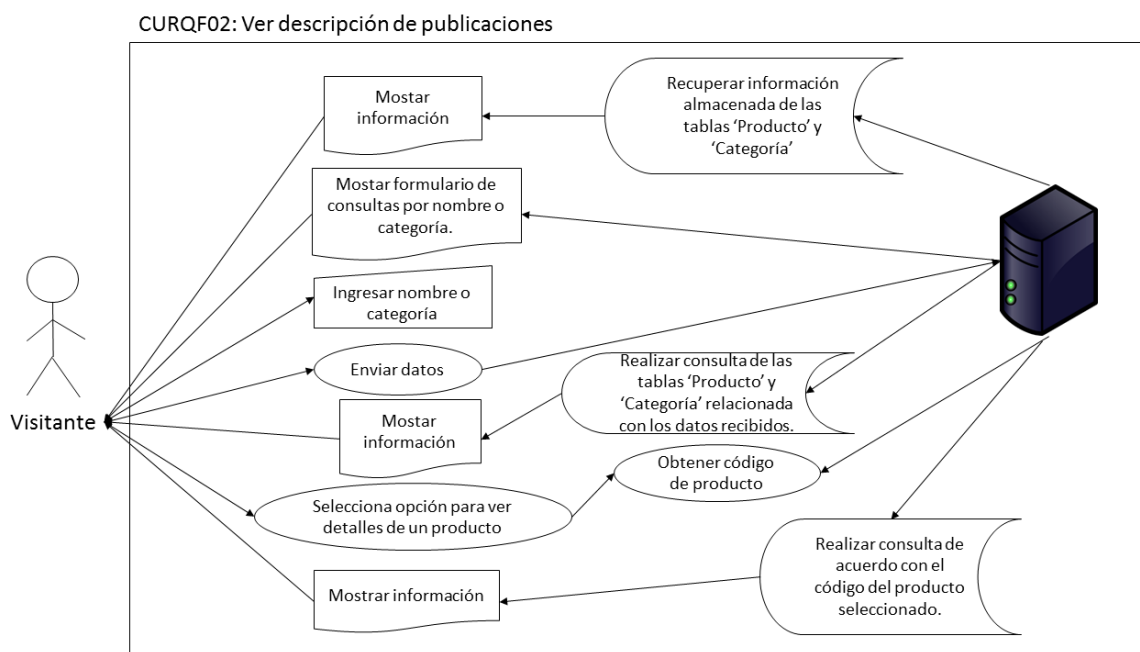 CURQF02: Ver descripción de publicaciones
Mostar
información
Recuperar información
almacenada de las
tablas ‘Producto’ y
‘Categoría’
Mostar formulario de
consultas por nombre o
categoría.
Ingresar nombre o
categoría
Enviar datos
Realizar consulta de las
tablas ‘Producto’ y
‘Categoría’ relacionada
con los datos recibidos.
Visitante
Mostar
información
Obtener código
de producto
Selecciona opción para ver
detalles de un producto
Realizar consulta de
acuerdo con el
código del producto
seleccionado.
Mostrar información